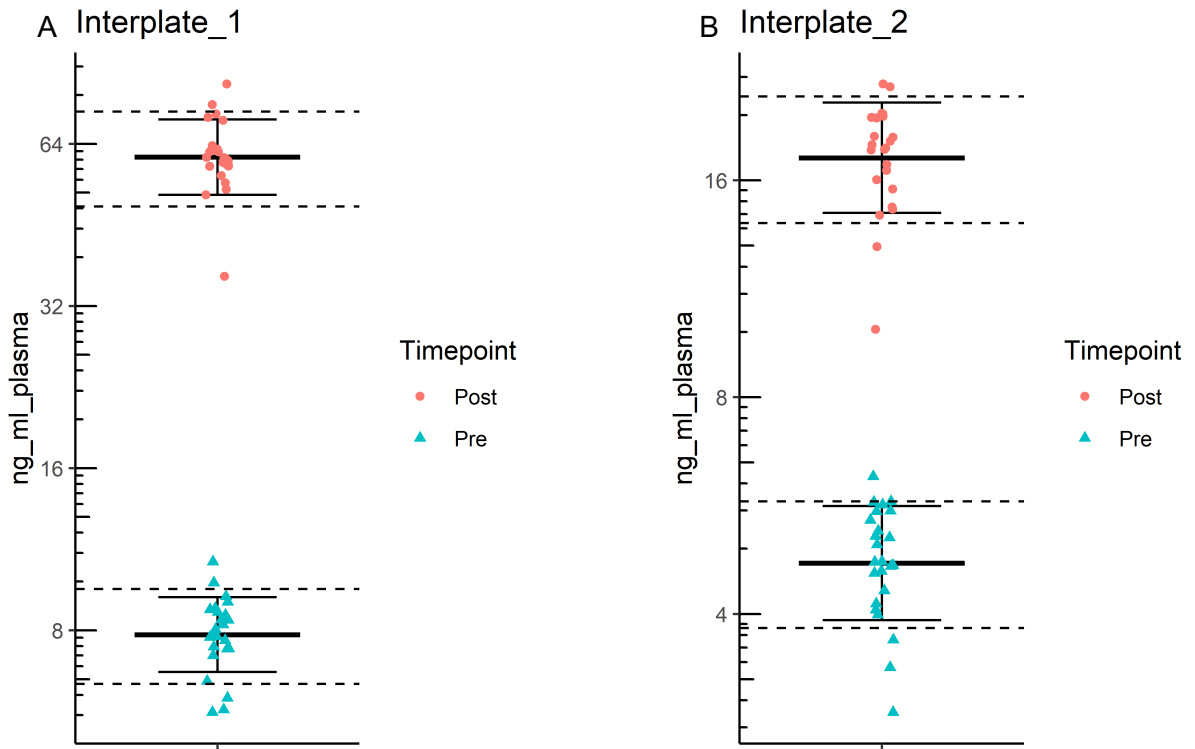 A Interplate_1
ng_ml_plasma
64
32
16
8
Timepoint
Post
Pre
B Interplate_2
ng_ml_plasma
16
8
4
Timepoint
Post
Pre